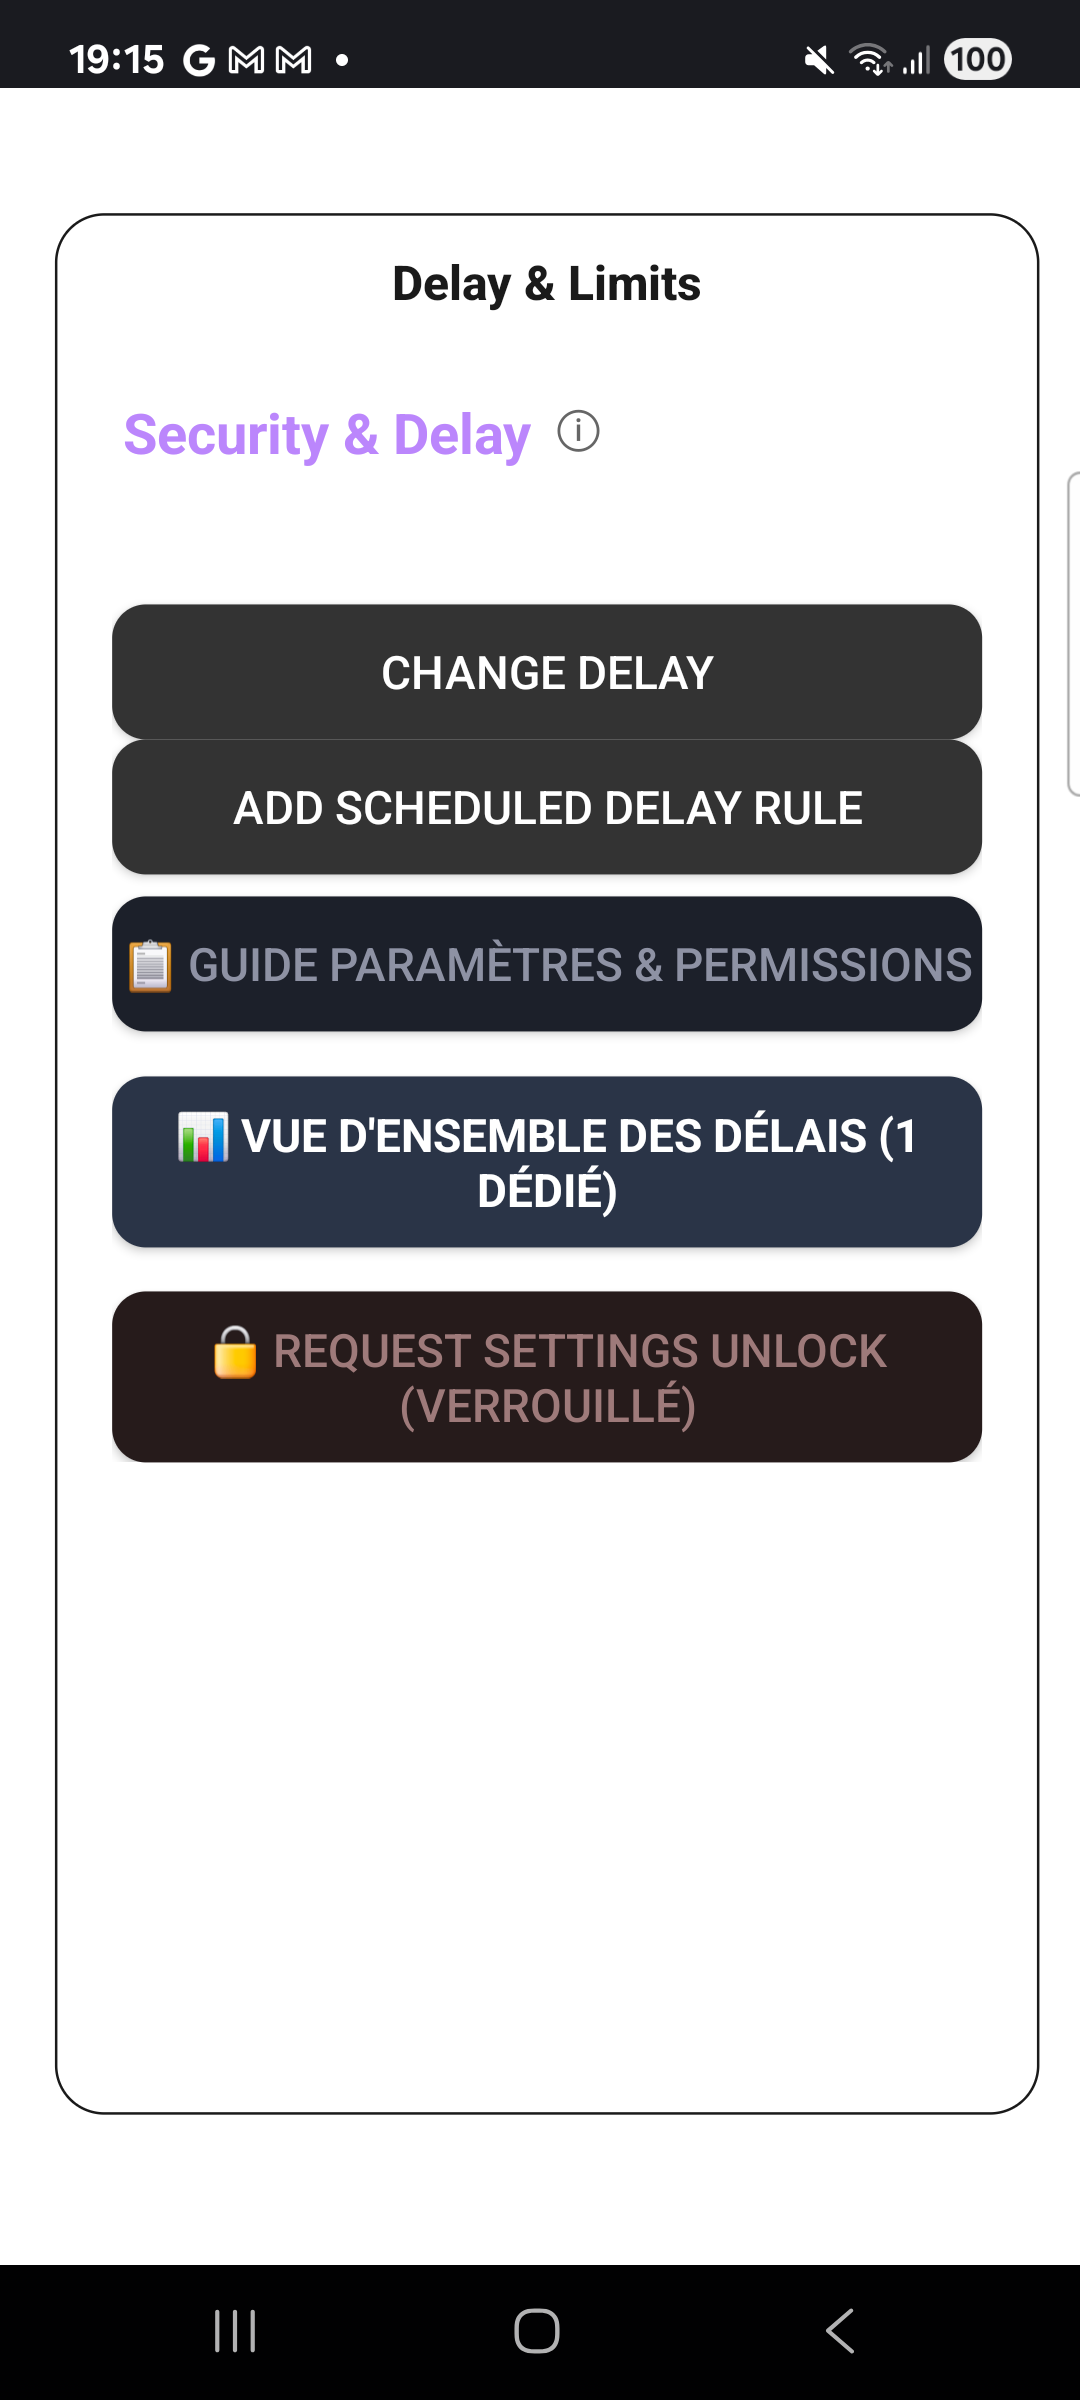 19:15
100
Delay & Limits
Security & Delay
CHANGE DELAY
ADD SCHEDULED DELAY RULE
GUIDE PARAMÈTRES & PERMISSIONS
VUE D'ENSEMBLE DES DÉLAIS (1
DÉDIÉ)
REQUEST SETTINGS UNLOCK
(VERROUILLÉ)